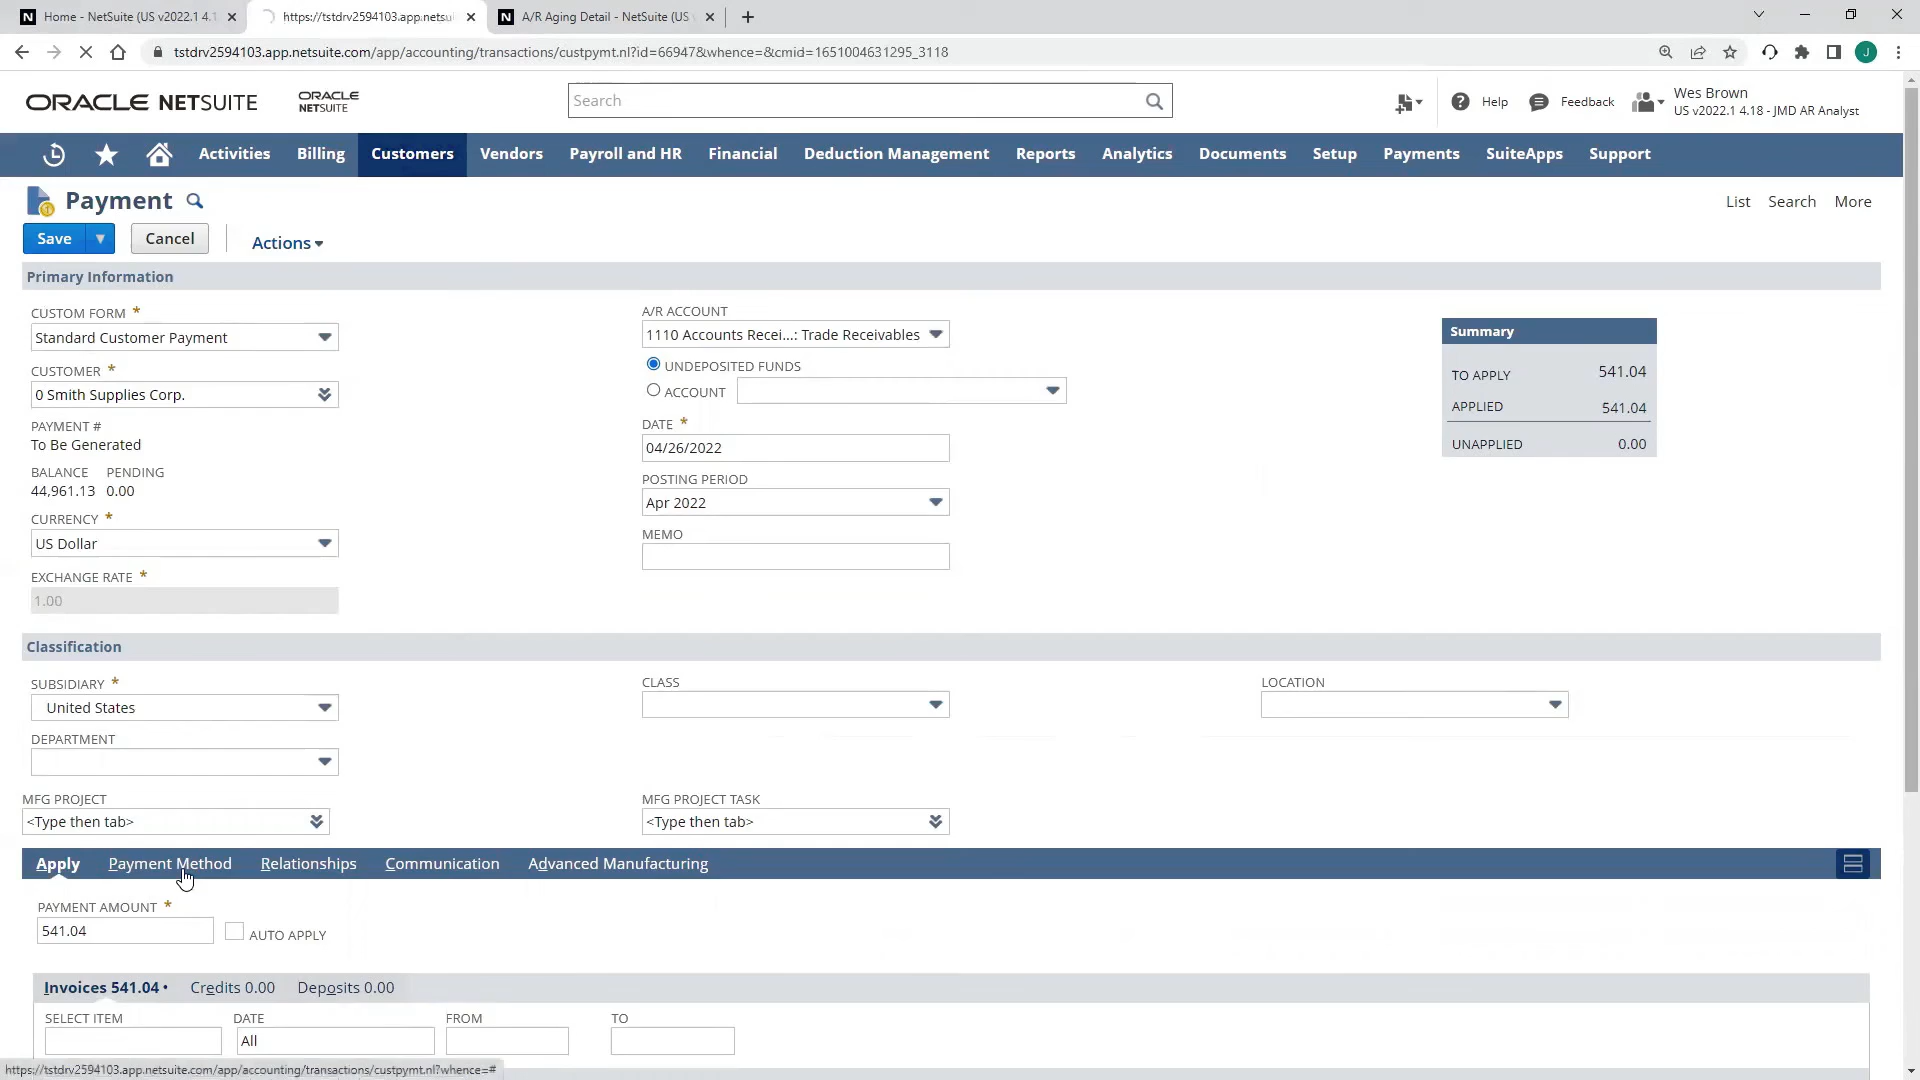 Home - NetSuite (US v2022.1 4.1
https://tstdrv2594103.app.netsu
A/R Aging Detail - NetSuite (US
tstdrv2594103.app.netsuite.com/app/accounting/transactions/custpymt.nl?id=66947&whence=&cmid=1651004631295_3118
J
ORACLE NETSUITE
ORACLE
NETSUITE
Search
Help
Feedback
Wes Brown
US v2022.1 4.18 - JMD AR Analyst
Activities Billing Customers Vendors Payroll and HR Financial Deduction Management Reports Analytics Documents Setup Payments SuiteApps Support
Payment
List Search More
Save Cancel Actions
Primary Information
CUSTOM FORM *
Standard Customer Payment
CUSTOMER *
0 Smith Supplies Corp.
PAYMENT #
To Be Generated
BALANCE PENDING
44,961.13 0.00
CURRENCY *
US Dollar
EXCHANGE RATE *
1.00
A/R ACCOUNT
1110 Accounts Recei...: Trade Receivables
UNDEPOSITED FUNDS
ACCOUNT
DATE *
04/26/2022
POSTING PERIOD
Apr 2022
MEMO
Summary
TO APPLY 541.04
APPLIED 541.04
UNAPPLIED 0.00
Classification
SUBSIDIARY *
United States
DEPARTMENT
CLASS
LOCATION
MFG PROJECT
<Type then tab>
MFG PROJECT TASK
<Type then tab>
Apply Payment Method Relationships Communication Advanced Manufacturing
PAYMENT AMOUNT *
541.04
AUTO APPLY
Invoices 541.04 • Credits 0.00 Deposits 0.00
SELECT ITEM DATE FROM TO
All
https://tstdrv2594103.app.netsuite.com/app/accounting/transactions/custpymt.nl?whence=#